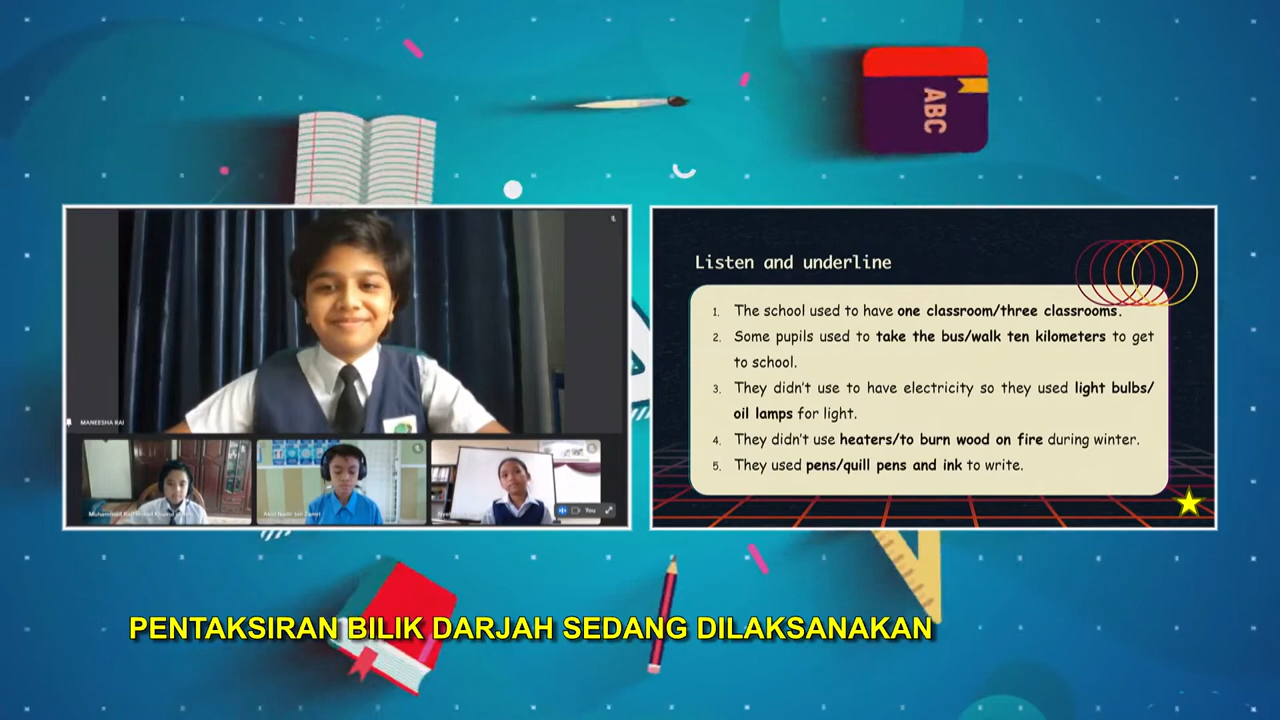 ABC
MANEESHA RAI
You
Listen and underline
1. The school used to have one classroom/three classrooms.
2. Some pupils used to take the bus/walk ten kilometers to get
to school.
3. They didn't use to have electricity so they used light bulbs/
oil lamps for light.
4. They didn't use heaters/to burn wood on fire during winter.
5. They used pens/quill pens and ink to write.
PENTAKSIRAN BILIK DARJAH SEDANG DILAKSANAKAN